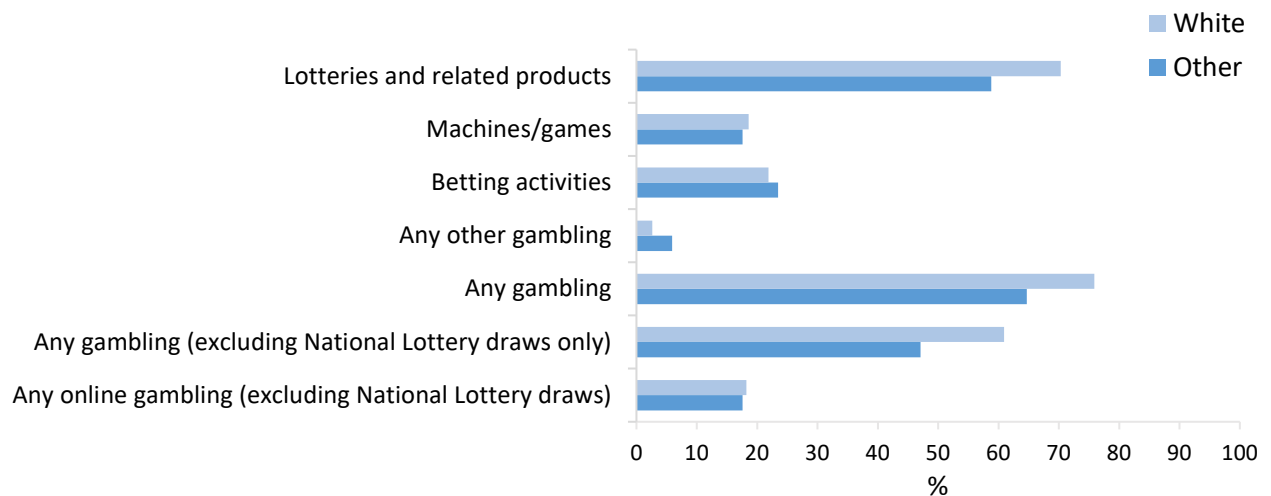 White
Other
Lotteries and related products
Machines/games
Betting activities
Any other gambling
Any gambling
Any gambling (excluding National Lottery draws only)
Any online gambling (excluding National Lottery draws)
0 10 20 30 40 50 60 70 80 90 100
%